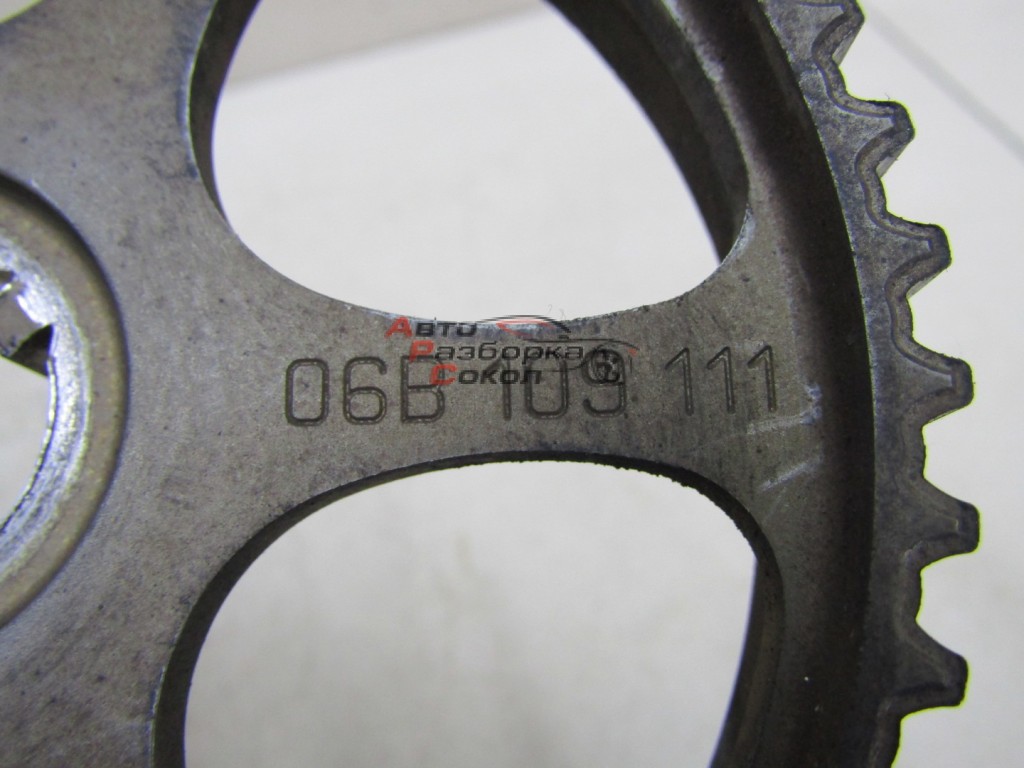 Авто
Разборка
Сокол
06B 109 111